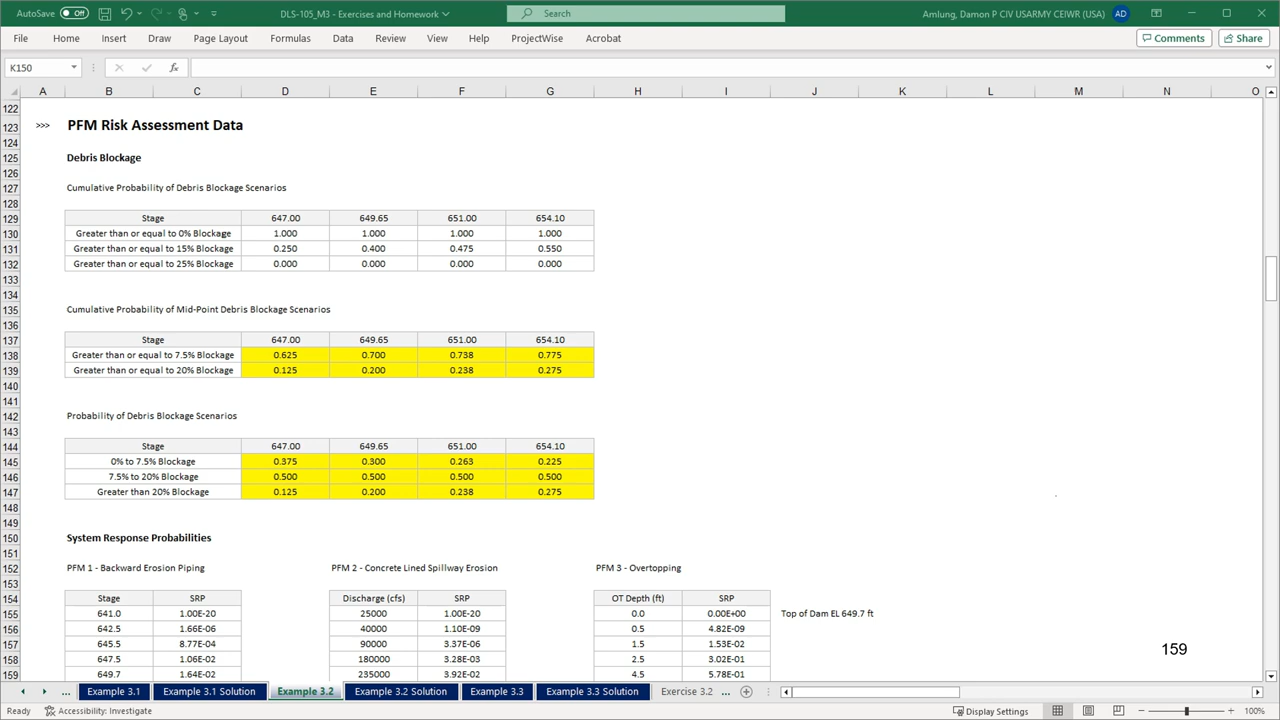 AutoSave Off DLS-105_M3 - Exercises and Homework Search Amlung, Damon P CIV USARMY CEIWR (USA) AD
File Home Insert Draw Page Layout Formulas Data Review View Help ProjectWise Acrobat Comments Share
K150 fx
A B C D E F G H I J K L M N O
122
123 >>> PFM Risk Assessment Data
124
125 Debris Blockage
126
127 Cumulative Probability of Debris Blockage Scenarios
128
129 Stage 647.00 649.65 651.00 654.10
130 Greater than or equal to 0% Blockage 1.000 1.000 1.000 1.000
131 Greater than or equal to 15% Blockage 0.250 0.400 0.475 0.550
132 Greater than or equal to 25% Blockage 0.000 0.000 0.000 0.000
133
134
135 Cumulative Probability of Mid-Point Debris Blockage Scenarios
136
137 Stage 647.00 649.65 651.00 654.10
138 Greater than or equal to 7.5% Blockage 0.625 0.700 0.738 0.775
139 Greater than or equal to 20% Blockage 0.125 0.200 0.238 0.275
140
141
142 Probability of Debris Blockage Scenarios
143
144 Stage 647.00 649.65 651.00 654.10
145 0% to 7.5% Blockage 0.375 0.300 0.263 0.225
146 7.5% to 20% Blockage 0.500 0.500 0.500 0.500
147 Greater than 20% Blockage 0.125 0.200 0.238 0.275
148
149
150 System Response Probabilities
151
152 PFM 1 - Backward Erosion Piping PFM 2 - Concrete Lined Spillway Erosion PFM 3 - Overtopping
153
154 Stage SRP Discharge (cfs) SRP OT Depth (ft) SRP
155 641.0 1.00E-20 25000 1.00E-20 0.0 0.00E+00 Top of Dam EL 649.7 ft
156 642.5 1.66E-06 40000 1.10E-09 0.5 4.82E-09
157 645.5 8.77E-04 90000 3.37E-06 1.5 1.53E-02
158 647.5 1.06E-02 180000 3.28E-03 2.5 3.02E-01
159 649.7 1.64E-02 235000 3.92E-02 4.5 5.78E-01
159
... Example 3.1 Example 3.1 Solution Example 3.2 Example 3.2 Solution Example 3.3 Example 3.3 Solution Exercise 3.2 ...
Ready Accessibility: Investigate Display Settings 100%